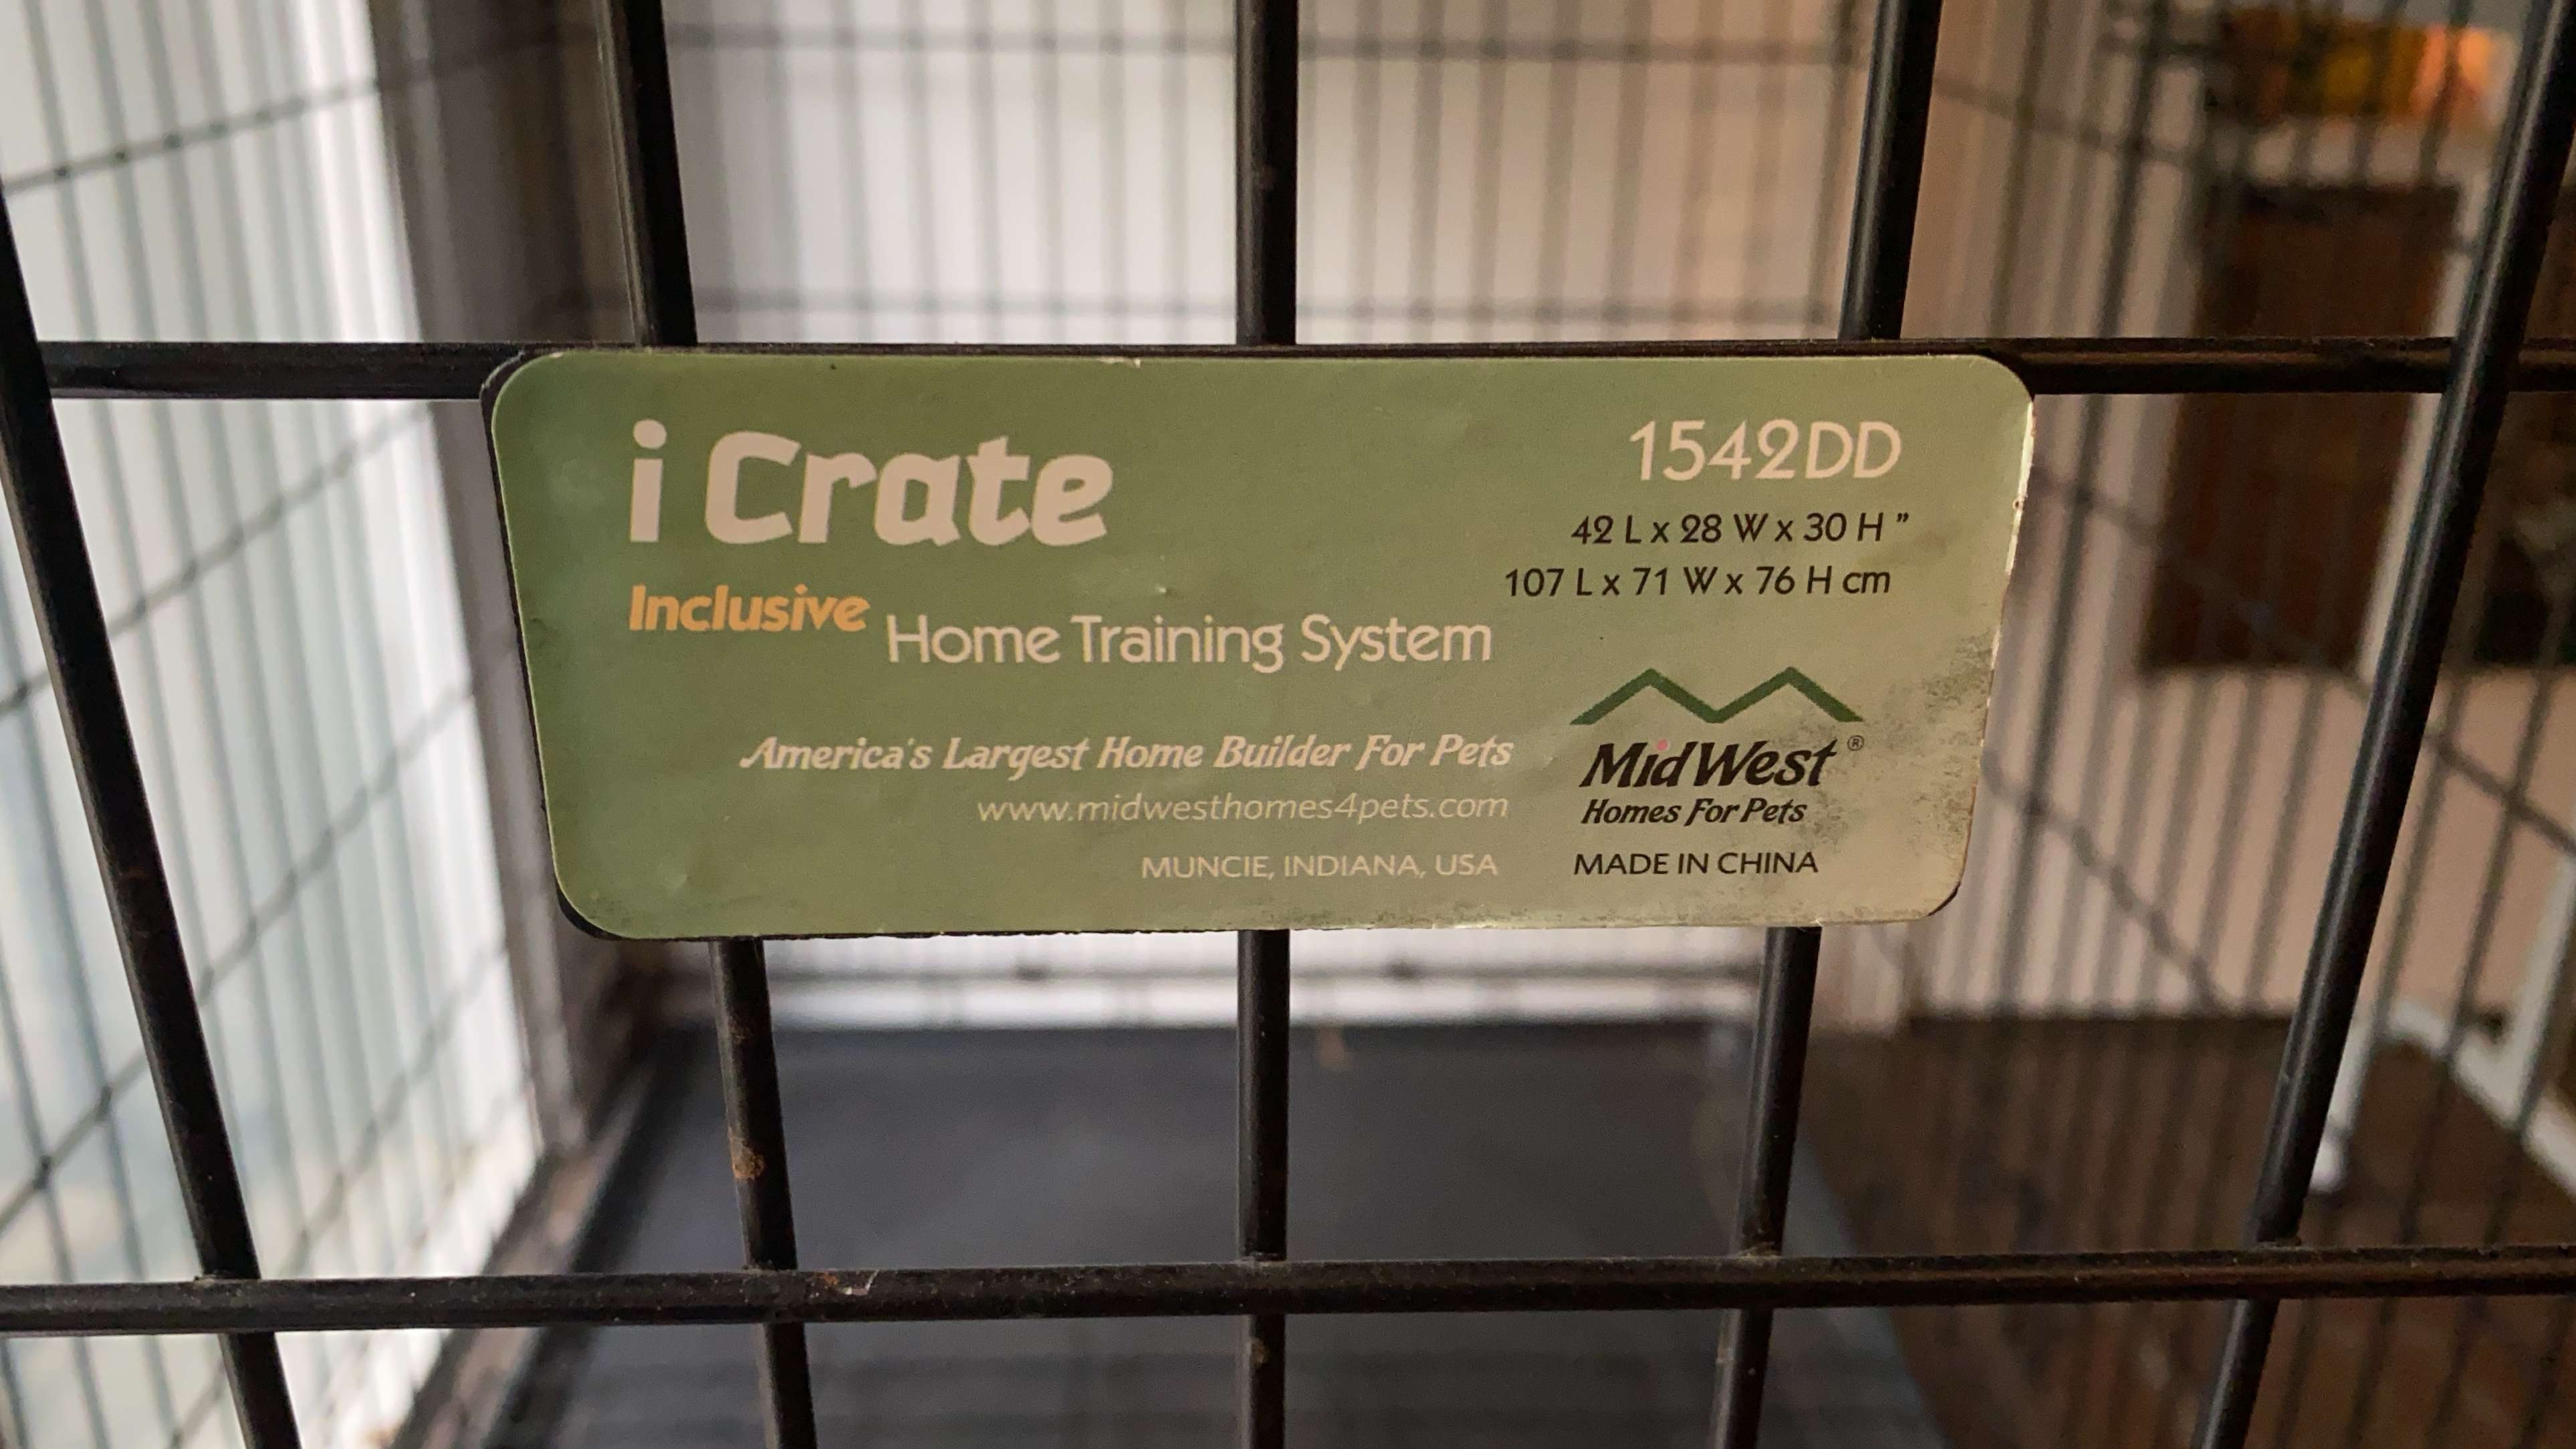 i Crate
Inclusive Home Training System
1542DD
42 L x 28 W x 30 H "
107 L x 71 W x 76 H cm
America's Largest Home Builder For Pets
www.midwesthomes4pets.com
MUNCIE, INDIANA, USA
MidWest ®
Homes For Pets
MADE IN CHINA